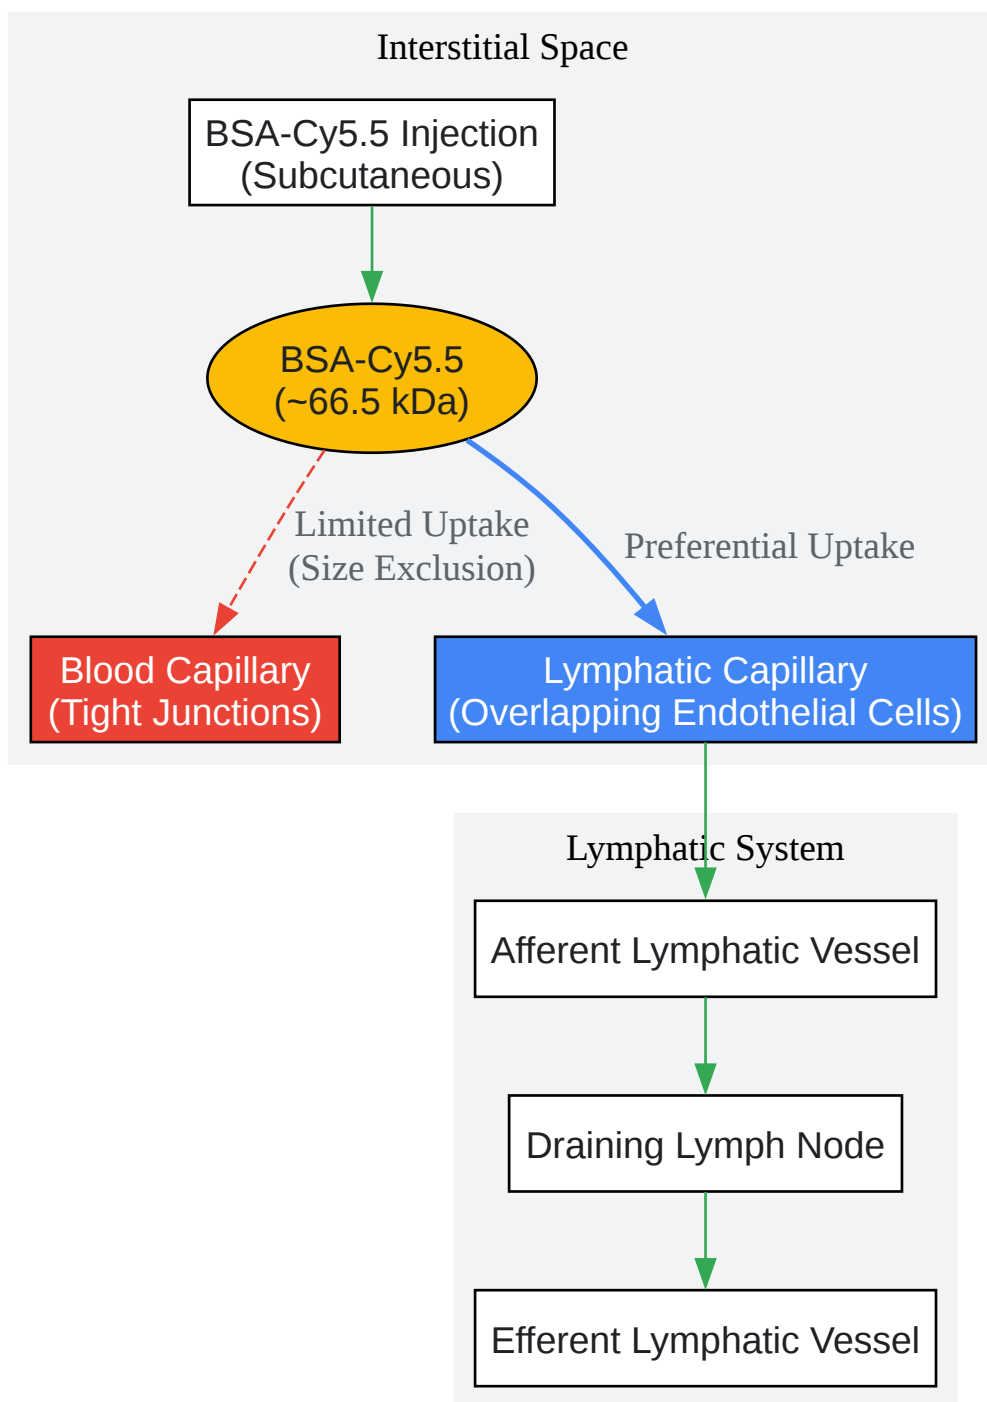 Interstitial Space
BSA-Cy5.5 Injection
(Subcutaneous)
BSA-Cy5.5
(~66.5 kDa)
Limited Uptake
(Size Exclusion)
Preferential Uptake
Blood Capillary
(Tight Junctions)
Lymphatic Capillary
(Overlapping Endothelial Cells)
Lymphatic System
Afferent Lymphatic Vessel
Draining Lymph Node
Efferent Lymphatic Vessel